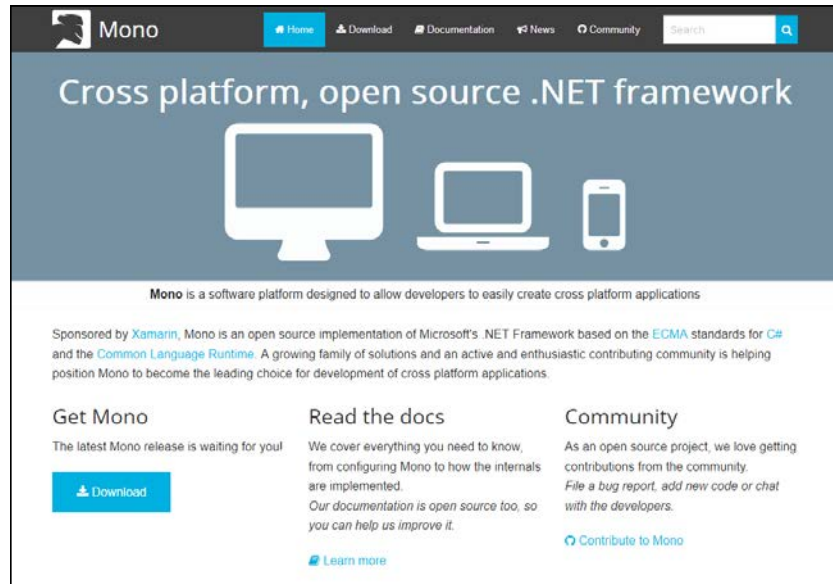 Mono
Home
Download
Documentation
News
Community
Search
Cross platform, open source .NET framework
Mono is a software platform designed to allow developers to easily create cross platform applications
Sponsored by Xamarin, Mono is an open source implementation of Microsoft's .NET Framework based on the ECMA standards for C#
and the Common Language Runtime. A growing family of solutions and an active and enthusiastic contributing community is helping
position Mono to become the leading choice for development of cross platform applications.
Get Mono
The latest Mono release is waiting for you!
Download
Read the docs
We cover everything you need to know,
from configuring Mono to how the internals
are implemented.
Our documentation is open source too, so
you can help us improve it.
Learn more
Community
As an open source project, we love getting
contributions from the community.
File a bug report, add new code or chat
with the developers.
Contribute to Mono